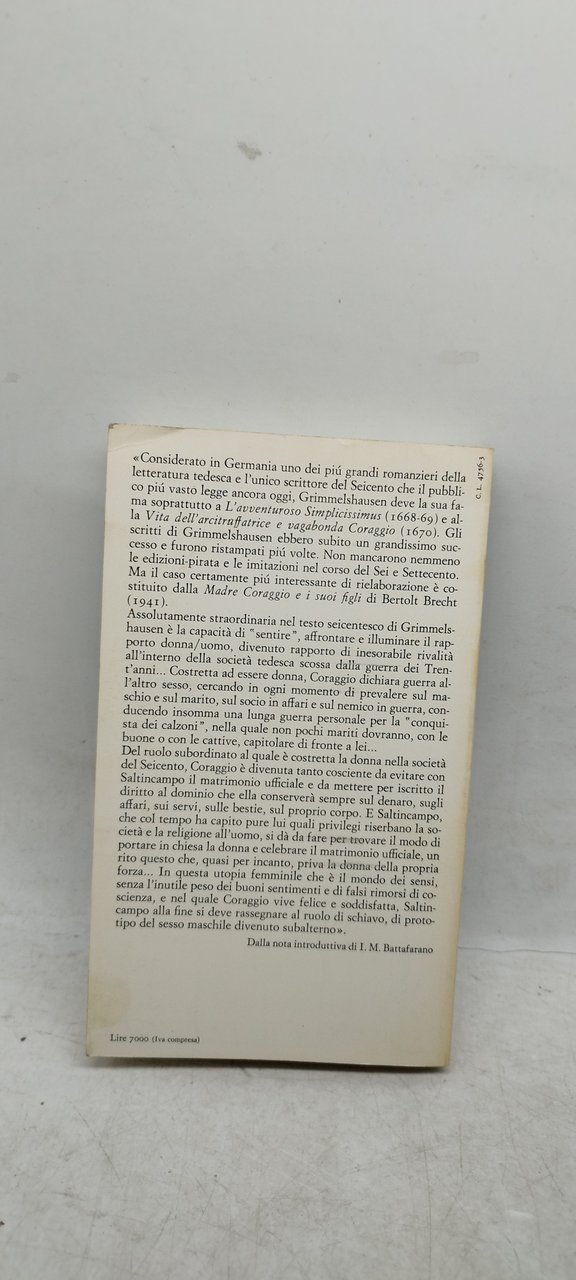 «Considerato in Germania uno dei piú grandi romanzieri della
letteratura tedesca e l'unico scrittore del Seicento che il pubbli-
co piú vasto legge ancora oggi, Grimmelshausen deve la sua fa-
ma soprattutto a L'avventuroso Simplicissimus (1668-69) e al-
la Vita dell'arcitruffatrice e vagabonda Coraggio (1670). Gli
scritti di Grimmelshausen ebbero subito un grandissimo suc-
cesso e furono ristampati piú volte. Non mancarono nemmeno
le edizioni-pirata e le imitazioni nel corso del Sei e Settecento.
Ma il caso certamente piú interessante di rielaborazione è co-
stituito dalla Madre Coraggio e i suoi figli di Bertolt Brecht
(1941).
Assolutamente straordinaria nel testo seicentesco di Grimmels-
hausen è la capacità di "sentire", affrontare e illuminare il rap-
porto donna/uomo, divenuto rapporto di inesorabile rivalità
all'interno della società tedesca scossa dalla guerra dei Tren-
t'anni... Costretta ad essere donna, Coraggio dichiara guerra al-
l'altro sesso, cercando in ogni momento di prevalere sul ma-
schio e sul marito, sul socio in affari e sul nemico in guerra, con-
ducendo insomma una lunga guerra personale per la "conqui-
sta dei calzoni", nella quale non pochi mariti dovranno, con le
buone o con le cattive, capitolare di fronte a lei...
Del ruolo subordinato al quale è costretta la donna nella società
del Seicento, Coraggio è divenuta tanto cosciente da evitare con
Saltincampo il matrimonio ufficiale e da mettere per iscritto il
diritto al dominio che ella conserverà sempre sul denaro, sugli
affari, sui servi, sulle bestie, sul proprio corpo. E Saltincampo,
che col tempo ha capito pure lui quali privilegi riserbano la so-
cietà e la religione all'uomo, si dà da fare per trovare il modo di
portare in chiesa la donna e celebrare il matrimonio ufficiale, un
rito questo che, quasi per incanto, priva la donna della propria
forza... In questa utopia femminile che è il mondo dei sensi,
senza l'inutile peso dei buoni sentimenti e di falsi rimorsi di co-
scienza, e nel quale Coraggio vive felice e soddisfatta, Saltin-
campo alla fine si deve rassegnare al ruolo di schiavo, di proto-
tipo del sesso maschile divenuto subalterno».
Dalla nota introduttiva di I. M. Battafarano
Lire 7000 (Iva compresa)
C. L. 4756-3